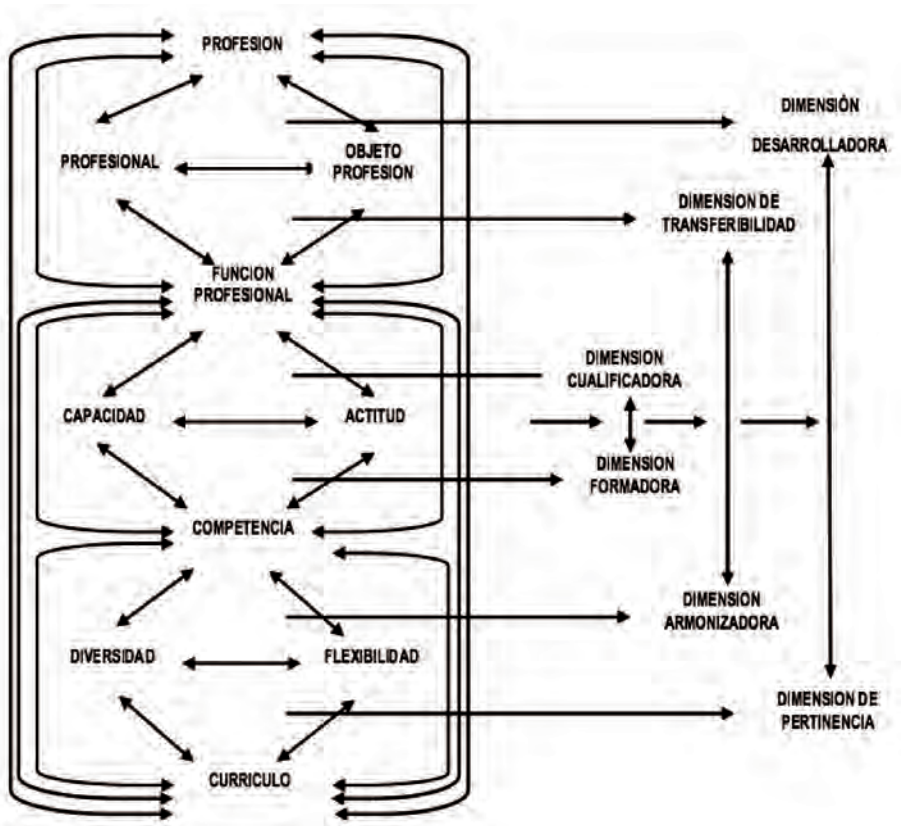 PROFESION
DIMENSIÓN
DESARROLLADORA
PROFESIONAL
OBJETO
PROFESION
DIMENSION DE
TRANSFERIBILIDAD
FUNCION
PROFESIONAL
DIMENSION
CUALIFICADORA
CAPACIDAD
ACTITUD
DIMENSION
FORMADORA
COMPETENCIA
DIMENSION
ARMONIZADORA
DIVERSIDAD
FLEXIBILIDAD
DIMENSION DE
PERTINENCIA
CURRICULO